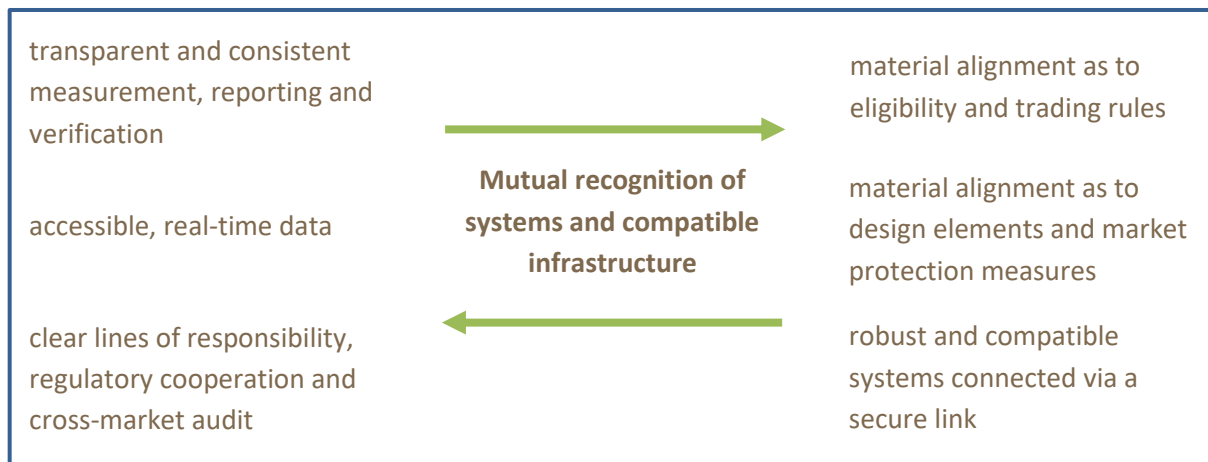 transparent and consistent
measurement, reporting and
verification
accessible, real-time data
clear lines of responsibility,
regulatory cooperation and
cross-market audit
Mutual recognition of
systems and compatible
infrastructure
material alignment as to
eligibility and trading rules
material alignment as to
design elements and market
protection measures
robust and compatible
systems connected via a
secure link